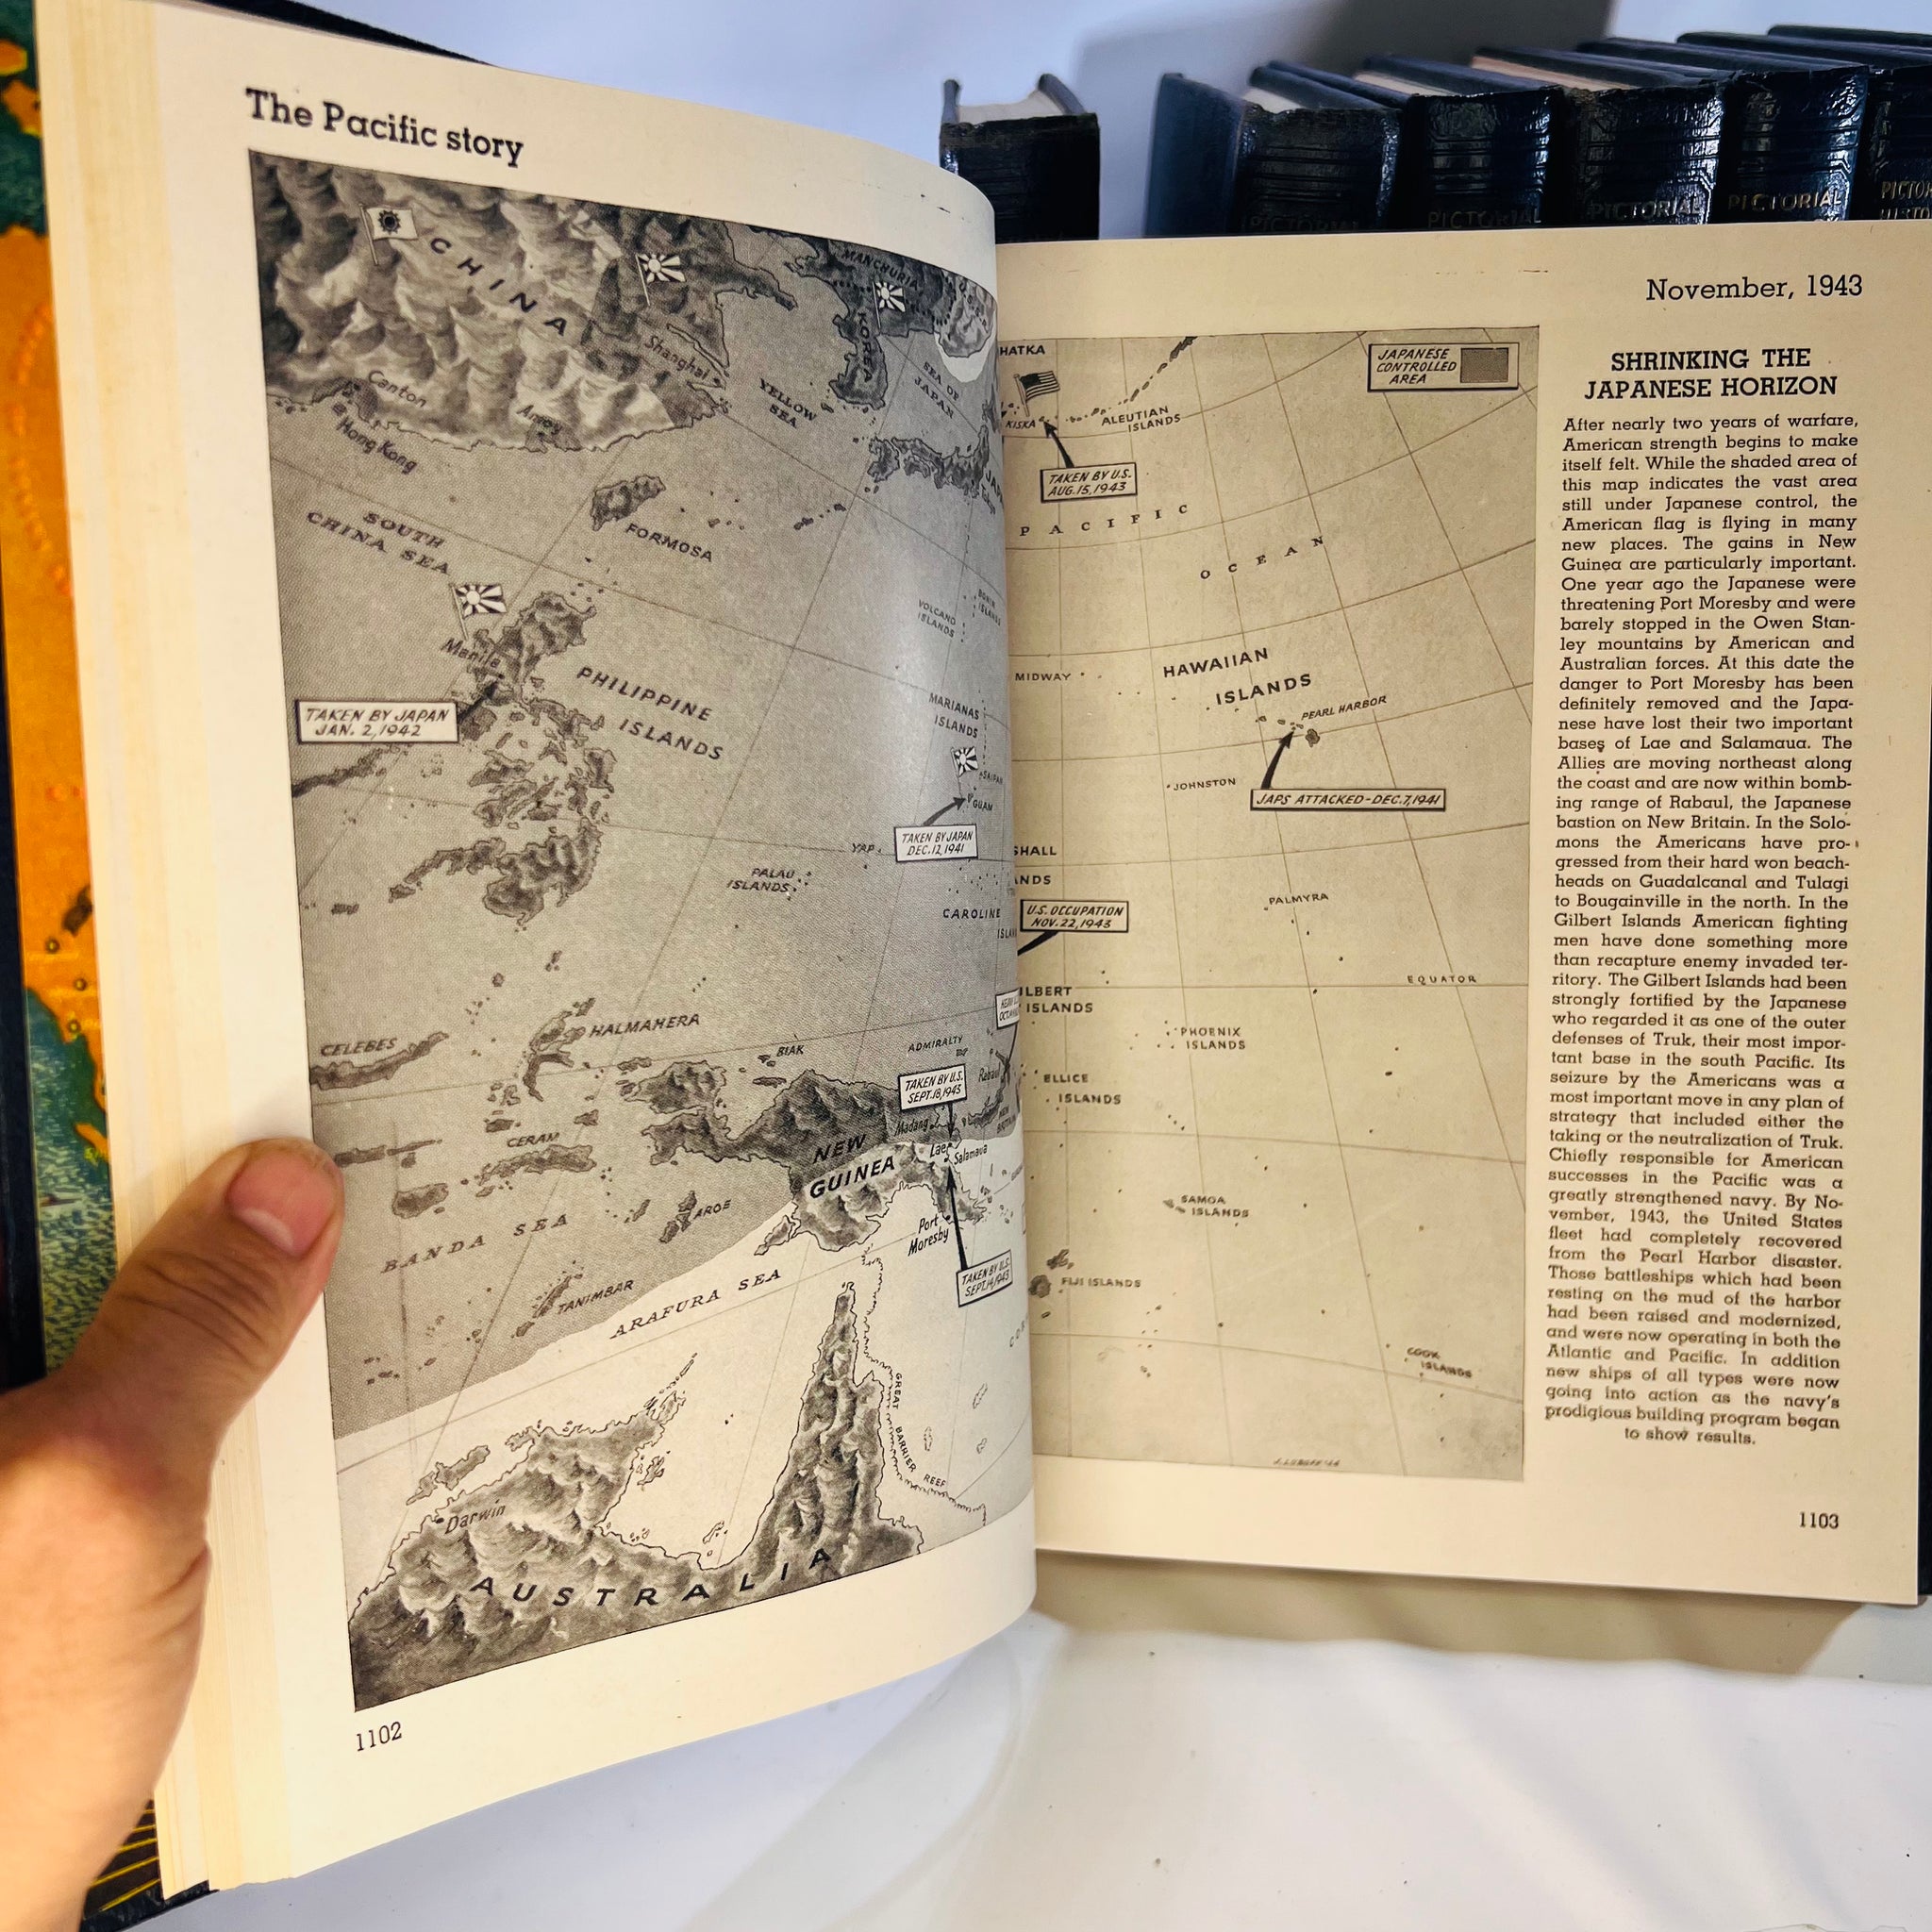 The Pacific story
CHINA
MANCHURIA
KOREA
Shanghai
YELLOW
SEA
SEA OF
JAPAN
Canton
Amoy
Hong Kong
FORMOSA
SOUTH
CHINA SEA
VOLCANO
ISLANDS
BONIN
ISLANDS
Manila
PHILIPPINE
ISLANDS
TAKEN BY JAPAN
JAN. 2, 1942
MARIANAS
ISLANDS
SAIPAN
GUAM
TAKEN BY JAPAN
DEC. 12, 1941
YAP
PALAU
ISLANDS
CAROLINE
HALMAHERA
CELEBES
BIAK
ADMIRALTY
TAKEN BY U.S.
SEPT. 18, 1943
Rabaul
Madang
NEW
GUINEA
Lae
Salamaua
CERAM
AROE
Port
Moresby
BANDA SEA
TAKEN BY U.S.
SEPT. 14, 1943
TANIMBAR
ARAFURA SEA
GREAT BARRIER REEF
Darwin
AUSTRALIA
1102
PICTORIAL
PICTORIAL
PICTORIAL
PICTORIAL
November, 1943
HATKA
JAPANESE
CONTROLLED
AREA
KISKA
ALEUTIAN
ISLANDS
TAKEN BY U.S.
AUG. 15, 1943
PACIFIC
OCEAN
MIDWAY
HAWAIIAN
ISLANDS
PEARL HARBOR
JOHNSTON
JAPS ATTACKED-DEC. 7, 1941
SHALL
NDS
U.S. OCCUPATION
NOV. 22, 1943
PALMYRA
EQUATOR
ILBERT
ISLANDS
PHOENIX
ISLANDS
ELLICE
ISLANDS
SAMOA
ISLANDS
FIJI ISLANDS
COOK
ISLANDS
SHRINKING THE
JAPANESE HORIZON
After nearly two years of warfare,
American strength begins to make
itself felt. While the shaded area of
this map indicates the vast area
still under Japanese control, the
American flag is flying in many
new places. The gains in New
Guinea are particularly important.
One year ago the Japanese were
threatening Port Moresby and were
barely stopped in the Owen Stan-
ley mountains by American and
Australian forces. At this date the
danger to Port Moresby has been
definitely removed and the Japa-
nese have lost their two important
bases of Lae and Salamaua. The
Allies are moving northeast along
the coast and are now within bomb-
ing range of Rabaul, the Japanese
bastion on New Britain. In the Solo-
mons the Americans have pro-
gressed from their hard won beach-
heads on Guadalcanal and Tulagi
to Bougainville in the north. In the
Gilbert Islands American fighting
men have done something more
than recapture enemy invaded ter-
ritory. The Gilbert Islands had been
strongly fortified by the Japanese
who regarded it as one of the outer
defenses of Truk, their most impor-
tant base in the south Pacific. Its
seizure by the Americans was a
most important move in any plan of
strategy that included either the
taking or the neutralization of Truk.
Chiefly responsible for American
successes in the Pacific was a
greatly strengthened navy. By No-
vember, 1943, the United States
fleet had completely recovered
from the Pearl Harbor disaster.
Those battleships which had been
resting on the mud of the harbor
had been raised and modernized,
and were now operating in both the
Atlantic and Pacific. In addition
new ships of all types were now
going into action as the navy's
prodigious building program began
to show results.
1103